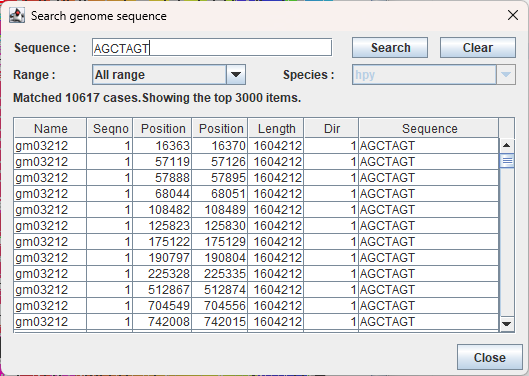 Search genome sequence
Sequence : AGCTAGT Search Clear
Range : All range Species : hpy
Matched 10617 cases.Showing the top 3000 items.
Name Seqno Position Position Length Dir Sequence
gm03212 1 16363 16370 1604212 1 AGCTAGT
gm03212 1 57119 57126 1604212 1 AGCTAGT
gm03212 1 57888 57895 1604212 1 AGCTAGT
gm03212 1 68044 68051 1604212 1 AGCTAGT
gm03212 1 108482 108489 1604212 1 AGCTAGT
gm03212 1 125823 125830 1604212 1 AGCTAGT
gm03212 1 175122 175129 1604212 1 AGCTAGT
gm03212 1 190797 190804 1604212 1 AGCTAGT
gm03212 1 225328 225335 1604212 1 AGCTAGT
gm03212 1 512867 512874 1604212 1 AGCTAGT
gm03212 1 704549 704556 1604212 1 AGCTAGT
gm03212 1 742008 742015 1604212 1 AGCTAGT
Close